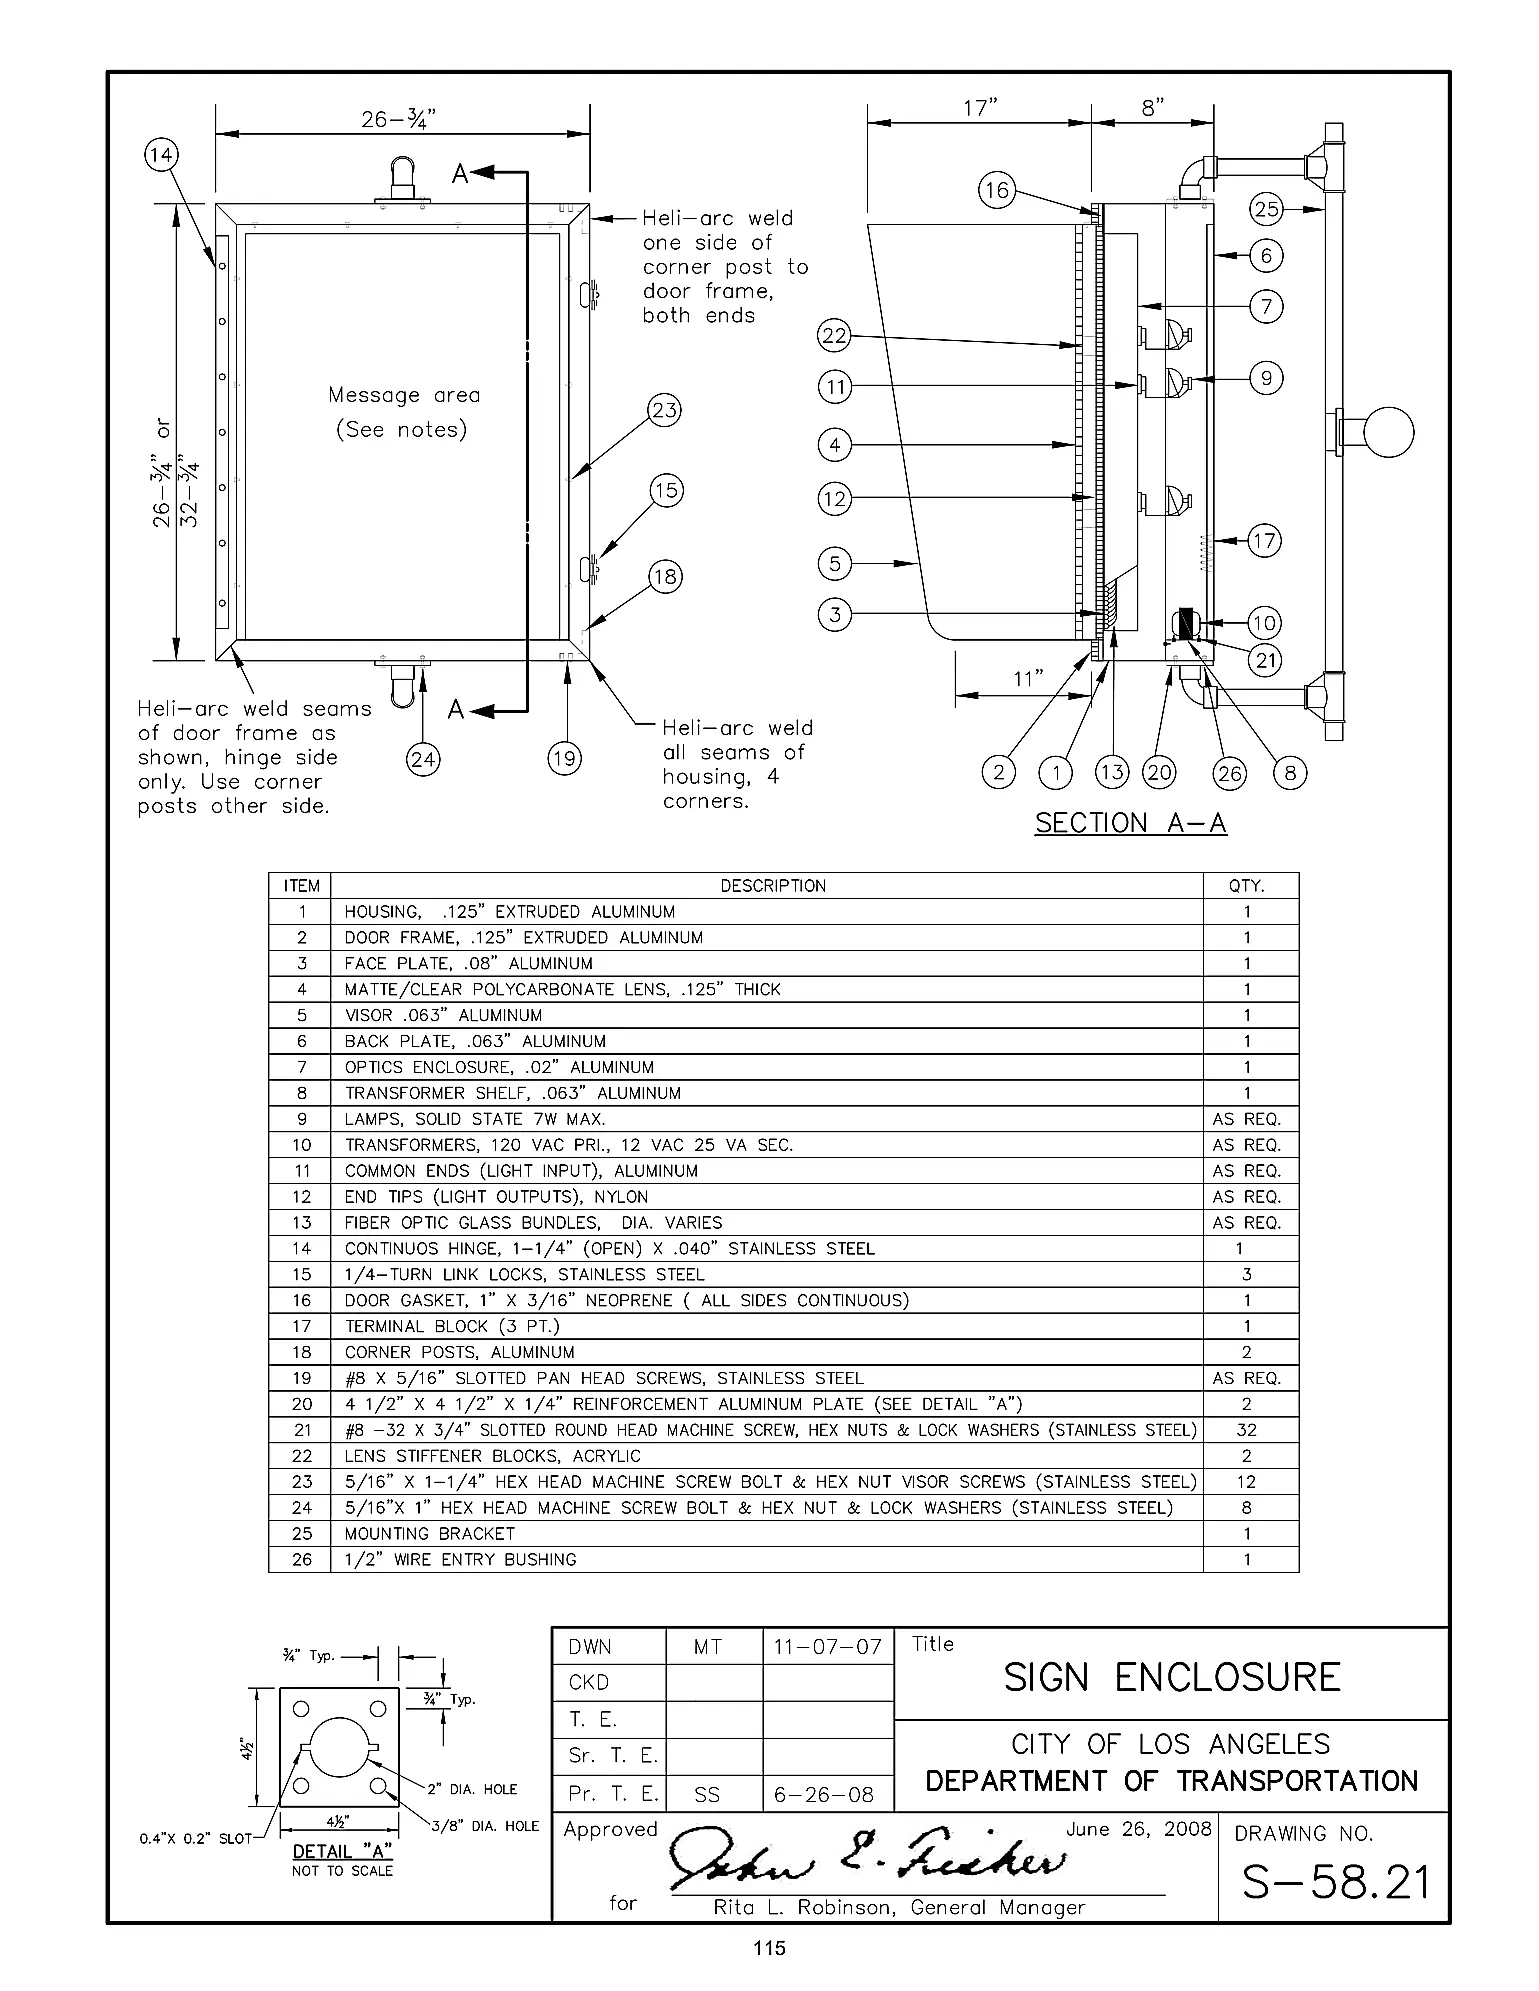 26-¾"
17"
8"
14
A
16
25
Heli-arc weld
one side of
corner post to
door frame,
both ends
6
7
22
11
9
Message area
(See notes)
23
4
26-¾" or
32-¾"
15
12
17
5
18
3
10
21
11"
A
Heli-arc weld seams
of door frame as
shown, hinge side
only. Use corner
posts other side.
24
19
Heli-arc weld
all seams of
housing, 4
corners.
2
1
13
20
26
8
SECTION A-A
ITEM DESCRIPTION QTY.
1 HOUSING, .125" EXTRUDED ALUMINUM 1
2 DOOR FRAME, .125" EXTRUDED ALUMINUM 1
3 FACE PLATE, .08" ALUMINUM 1
4 MATTE/CLEAR POLYCARBONATE LENS, .125" THICK 1
5 VISOR .063" ALUMINUM 1
6 BACK PLATE, .063" ALUMINUM 1
7 OPTICS ENCLOSURE, .02" ALUMINUM 1
8 TRANSFORMER SHELF, .063" ALUMINUM 1
9 LAMPS, SOLID STATE 7W MAX. AS REQ.
10 TRANSFORMERS, 120 VAC PRI., 12 VAC 25 VA SEC. AS REQ.
11 COMMON ENDS (LIGHT INPUT), ALUMINUM AS REQ.
12 END TIPS (LIGHT OUTPUTS), NYLON AS REQ.
13 FIBER OPTIC GLASS BUNDLES, DIA. VARIES AS REQ.
14 CONTINUOS HINGE, 1-1/4" (OPEN) X .040" STAINLESS STEEL 1
15 1/4-TURN LINK LOCKS, STAINLESS STEEL 3
16 DOOR GASKET, 1" X 3/16" NEOPRENE ( ALL SIDES CONTINUOUS) 1
17 TERMINAL BLOCK (3 PT.) 1
18 CORNER POSTS, ALUMINUM 2
19 #8 X 5/16" SLOTTED PAN HEAD SCREWS, STAINLESS STEEL AS REQ.
20 4 1/2" X 4 1/2" X 1/4" REINFORCEMENT ALUMINUM PLATE (SEE DETAIL "A") 2
21 #8 -32 X 3/4" SLOTTED ROUND HEAD MACHINE SCREW, HEX NUTS & LOCK WASHERS (STAINLESS STEEL) 32
22 LENS STIFFENER BLOCKS, ACRYLIC 2
23 5/16" X 1-1/4" HEX HEAD MACHINE SCREW BOLT & HEX NUT VISOR SCREWS (STAINLESS STEEL) 12
24 5/16"X 1" HEX HEAD MACHINE SCREW BOLT & HEX NUT & LOCK WASHERS (STAINLESS STEEL) 8
25 MOUNTING BRACKET 1
26 1/2" WIRE ENTRY BUSHING 1
¾" Typ.
¾" Typ.
4½"
2" DIA. HOLE
4½"
3/8" DIA. HOLE
0.4"X 0.2" SLOT
DETAIL "A"
NOT TO SCALE
DWN MT 11-07-07
CKD
T. E.
Sr. T. E.
Pr. T. E. SS 6-26-08
Title
SIGN ENCLOSURE
CITY OF LOS ANGELES
DEPARTMENT OF TRANSPORTATION
Approved John E. Fisher June 26, 2008
for Rita L. Robinson, General Manager
DRAWING NO.
S-58.21
115